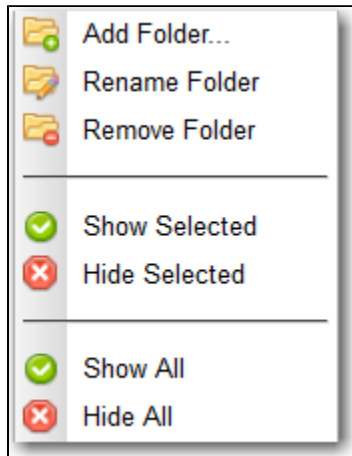 Add Folder...
Rename Folder
Remove Folder
Show Selected
Hide Selected
Show All
Hide All